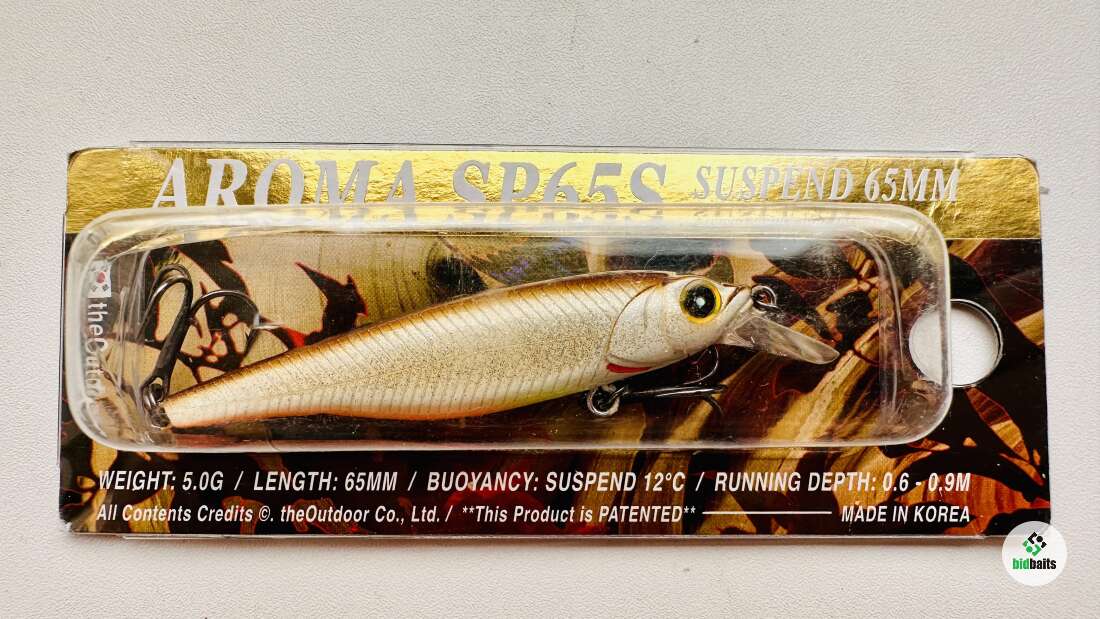 AROMA SP65S SUSPEND 65MM
theOutdoor
WEIGHT: 5.0G / LENGTH: 65MM / BUOYANCY: SUSPEND 12°C / RUNNING DEPTH: 0.6 - 0.9M
All Contents Credits ©. theOutdoor Co., Ltd. / **This Product is PATENTED** MADE IN KOREA
bidbaits